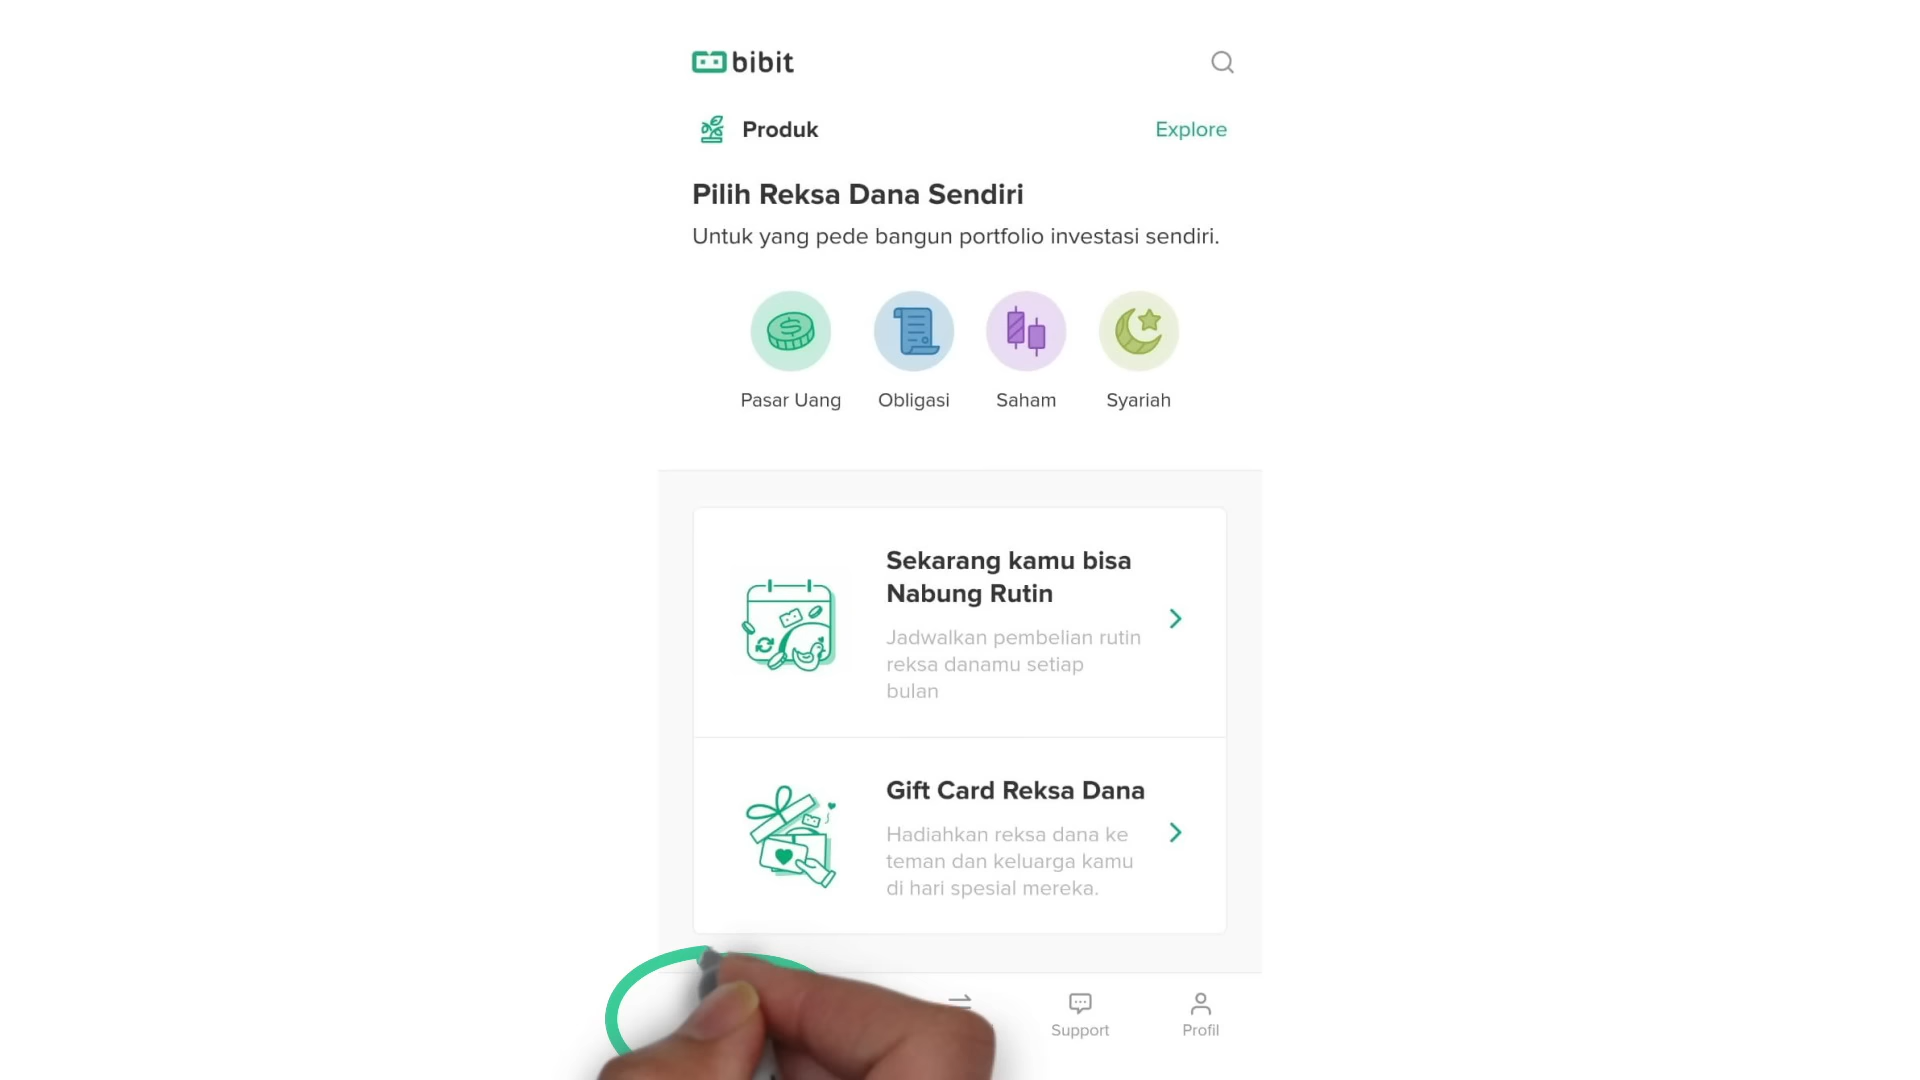 bibit
Produk
Explore
Pilih Reksa Dana Sendiri
Untuk yang pede bangun portfolio investasi sendiri.
Pasar Uang
Obligasi
Saham
Syariah
Sekarang kamu bisa
Nabung Rutin
Jadwalkan pembelian rutin
reksa danamu setiap
bulan
Gift Card Reksa Dana
Hadiahkan reksa dana ke
teman dan keluarga kamu
di hari spesial mereka.
Support
Profil